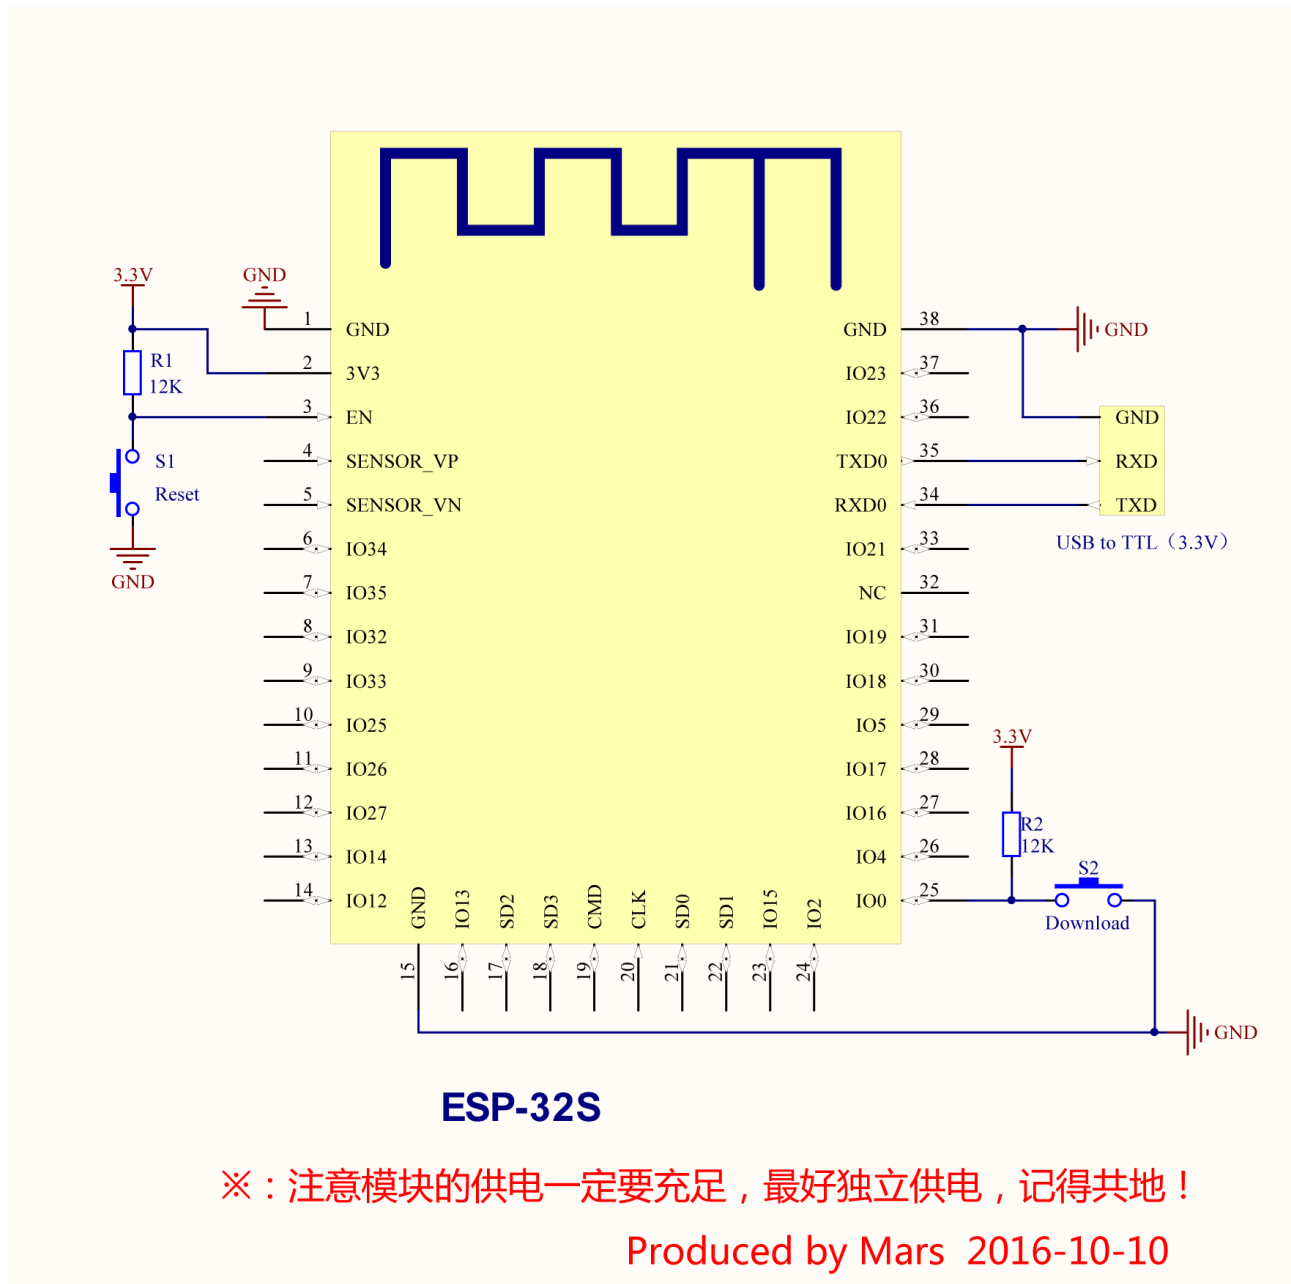 3.3V
GND
R1
12K
S1
Reset
GND
1 GND
2 3V3
3 EN
4 SENSOR_VP
5 SENSOR_VN
6 IO34
7 IO35
8 IO32
9 IO33
10 IO25
11 IO26
12 IO27
13 IO14
14 IO12
GND 15
IO13 16
SD2 17
SD3 18
CMD 19
CLK 20
SD0 21
SD1 22
IO15 23
IO2 24
GND 38
IO23 37
IO22 36
TXD0 35
RXD0 34
IO21 33
NC 32
IO19 31
IO18 30
IO5 29
IO17 28
IO16 27
IO4 26
IO0 25
GND
GND
RXD
TXD
USB to TTL（3.3V）
3.3V
R2
12K
S2
Download
GND
ESP-32S
※：注意模块的供电一定要充足，最好独立供电，记得共地！
Produced by Mars 2016-10-10